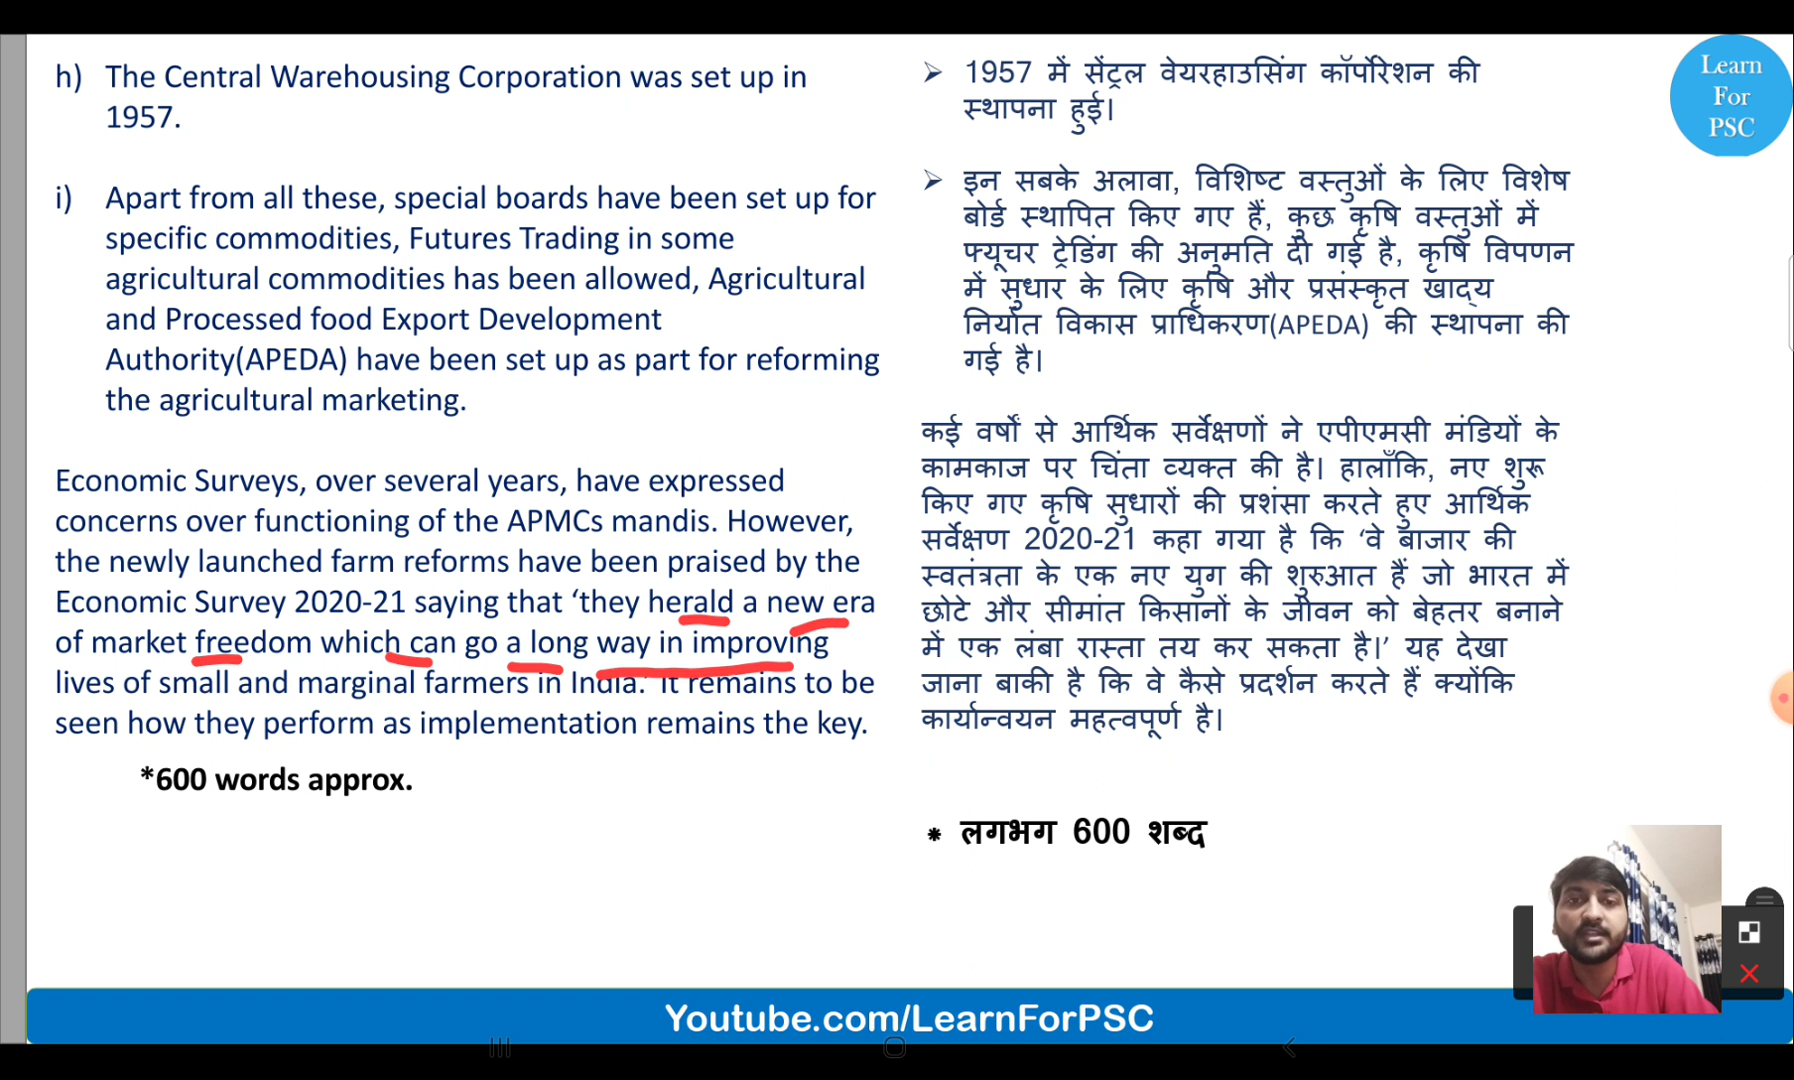 h) The Central Warehousing Corporation was set up in
1957.
i) Apart from all these, special boards have been set up for
specific commodities, Futures Trading in some
agricultural commodities has been allowed, Agricultural
and Processed food Export Development
Authority(APEDA) have been set up as part for reforming
the agricultural marketing.
Economic Surveys, over several years, have expressed
concerns over functioning of the APMCs mandis. However,
the newly launched farm reforms have been praised by the
Economic Survey 2020-21 saying that ‘they herald a new era
of market freedom which can go a long way in improving
lives of small and marginal farmers in India.’ It remains to be
seen how they perform as implementation remains the key.
*600 words approx.
➢ 1957 में सेंट्रल वेयरहाउसिंग कॉर्पोरेशन की
स्थापना हुई।
➢ इन सबके अलावा, विशिष्ट वस्तुओं के लिए विशेष
बोर्ड स्थापित किए गए हैं, कुछ कृषि वस्तुओं में
फ्यूचर ट्रेडिंग की अनुमति दी गई है, कृषि विपणन
में सुधार के लिए कृषि और प्रसंस्कृत खाद्य
निर्यात विकास प्राधिकरण(APEDA) की स्थापना की
गई है।
कई वर्षों से आर्थिक सर्वेक्षणों ने एपीएमसी मंडियों के
कामकाज पर चिंता व्यक्त की है। हालाँकि, नए शुरू
किए गए कृषि सुधारों की प्रशंसा करते हुए आर्थिक
सर्वेक्षण 2020-21 कहा गया है कि ‘वे बाजार की
स्वतंत्रता के एक नए युग की शुरुआत हैं जो भारत में
छोटे और सीमांत किसानों के जीवन को बेहतर बनाने
में एक लंबा रास्ता तय कर सकता है।’ यह देखा
जाना बाकी है कि वे कैसे प्रदर्शन करते हैं क्योंकि
कार्यान्वयन महत्वपूर्ण है।
* लगभग 600 शब्द
Learn
For
PSC
Youtube.com/LearnForPSC